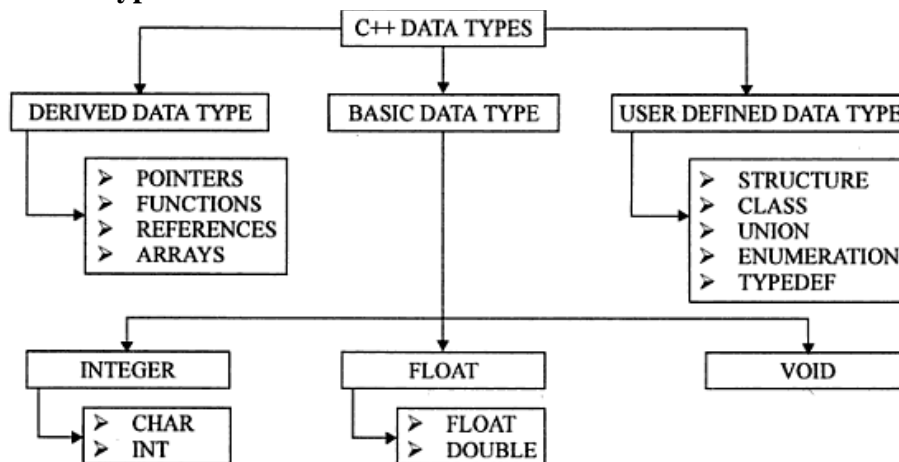 yp
C++ DATA TYPES
DERIVED DATA TYPE
BASIC DATA TYPE
USER DEFINED DATA TYPE
➢ POINTERS
➢ FUNCTIONS
➢ REFERENCES
➢ ARRAYS
➢ STRUCTURE
➢ CLASS
➢ UNION
➢ ENUMERATION
➢ TYPEDEF
INTEGER
FLOAT
VOID
➢ CHAR
➢ INT
➢ FLOAT
➢ DOUBLE